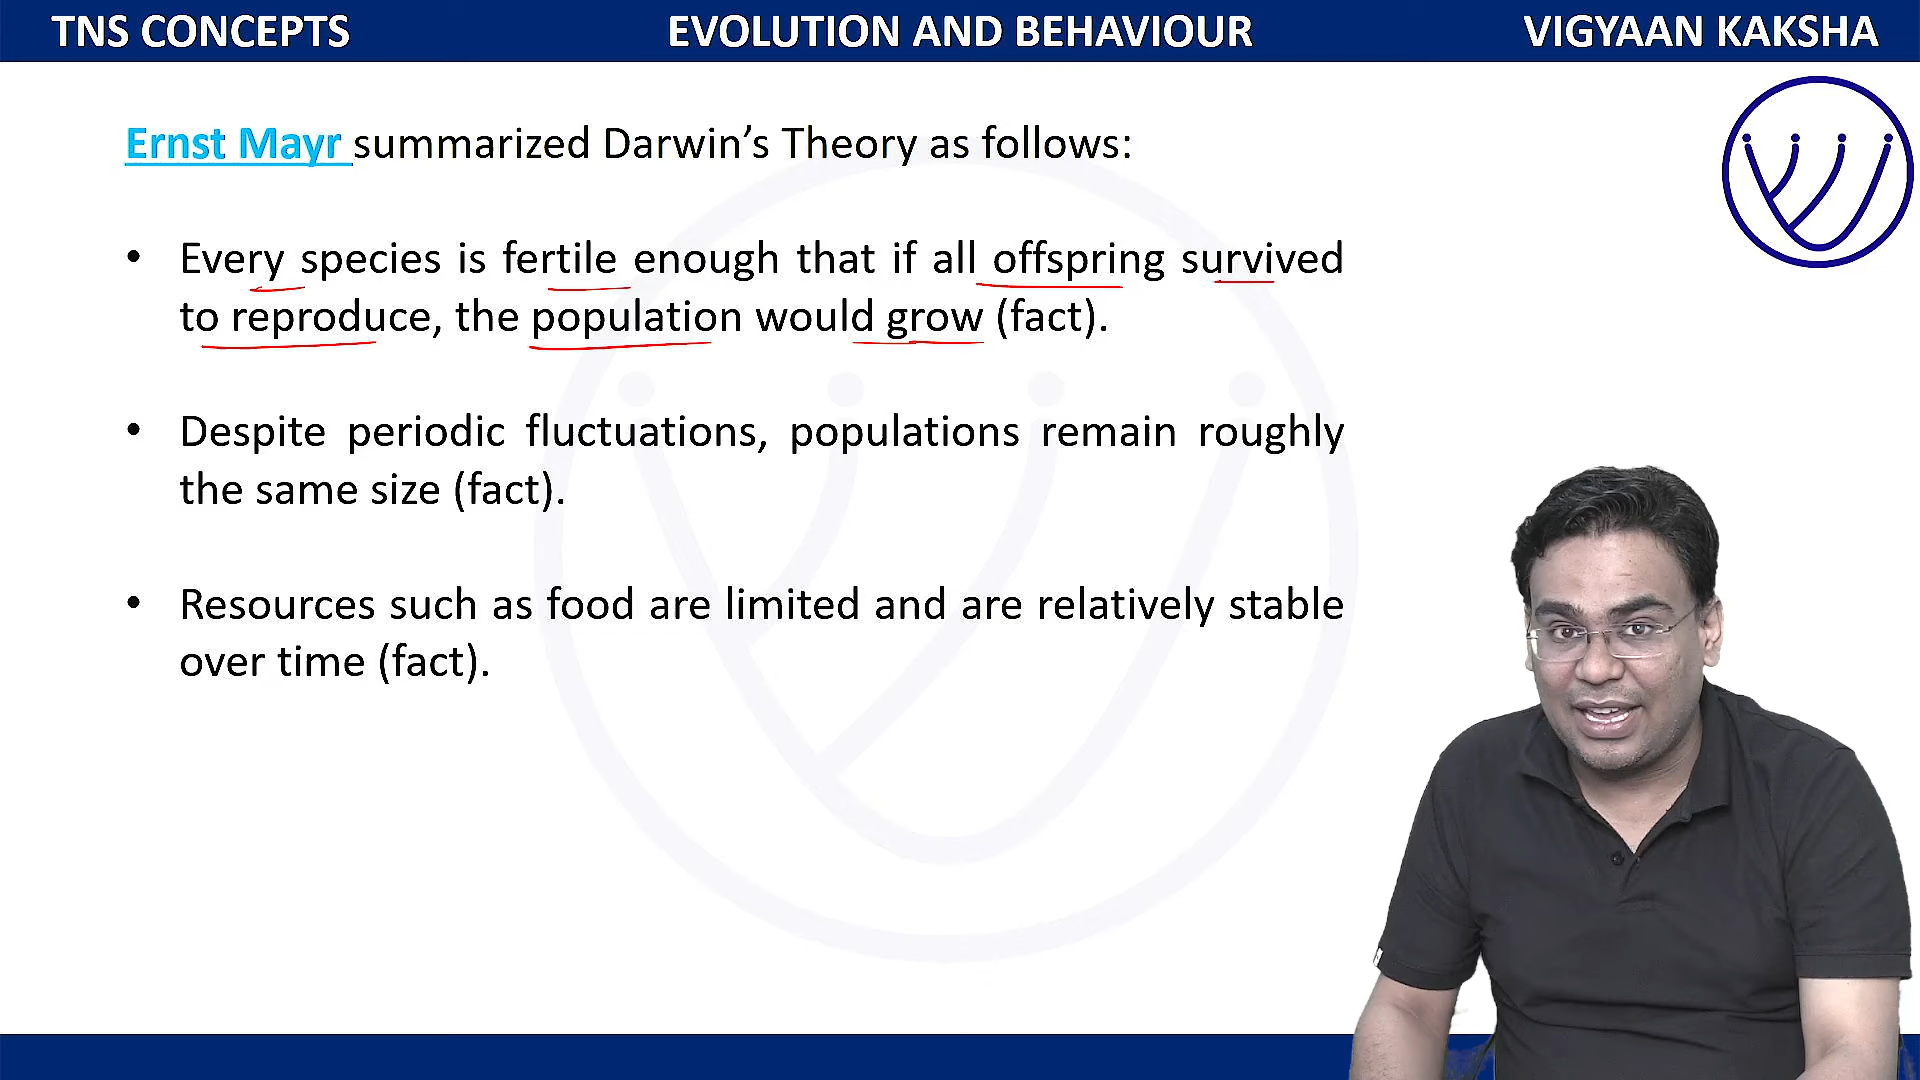 TNS CONCEPTS EVOLUTION AND BEHAVIOUR VIGYAAN KAKSHA
Ernst Mayr summarized Darwin’s Theory as follows:
• Every species is fertile enough that if all offspring survived
to reproduce, the population would grow (fact).
• Despite periodic fluctuations, populations remain roughly
the same size (fact).
• Resources such as food are limited and are relatively stable
over time (fact).